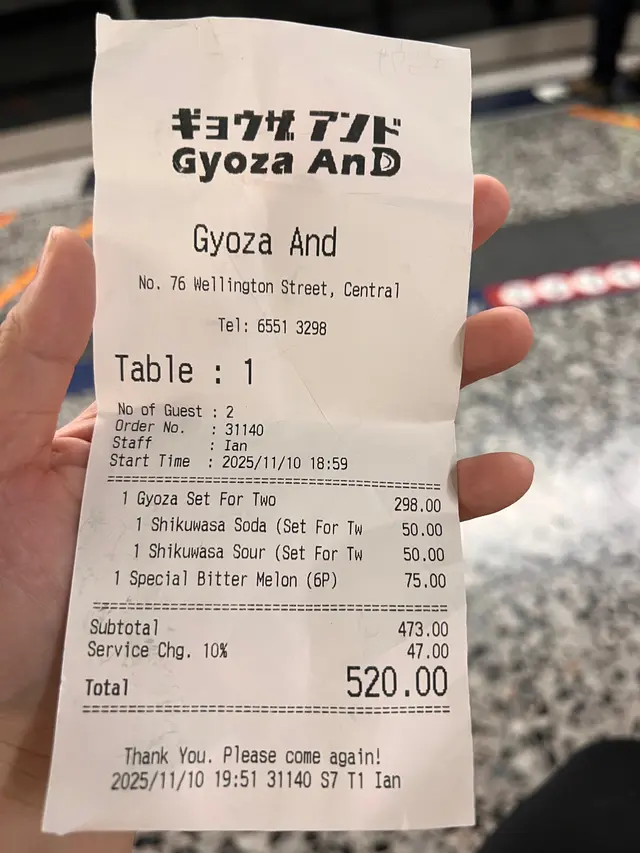 ギョウザ アンド
Gyoza AnD
Gyoza And
No. 76 Wellington Street, Central
Tel: 6551 3298
Table : 1
No of Guest : 2
Order No. : 31140
Staff : Ian
Start Time : 2025/11/10 18:59
================================================
1 Gyoza Set For Two 298.00
1 Shikuwasa Soda (Set For Tw 50.00
1 Shikuwasa Sour (Set For Tw 50.00
1 Special Bitter Melon (6P) 75.00
================================================
Subtotal 473.00
Service Chg. 10% 47.00
Total 520.00
================================================
Thank You. Please come again!
2025/11/10 19:51 31140 S7 T1 Ian